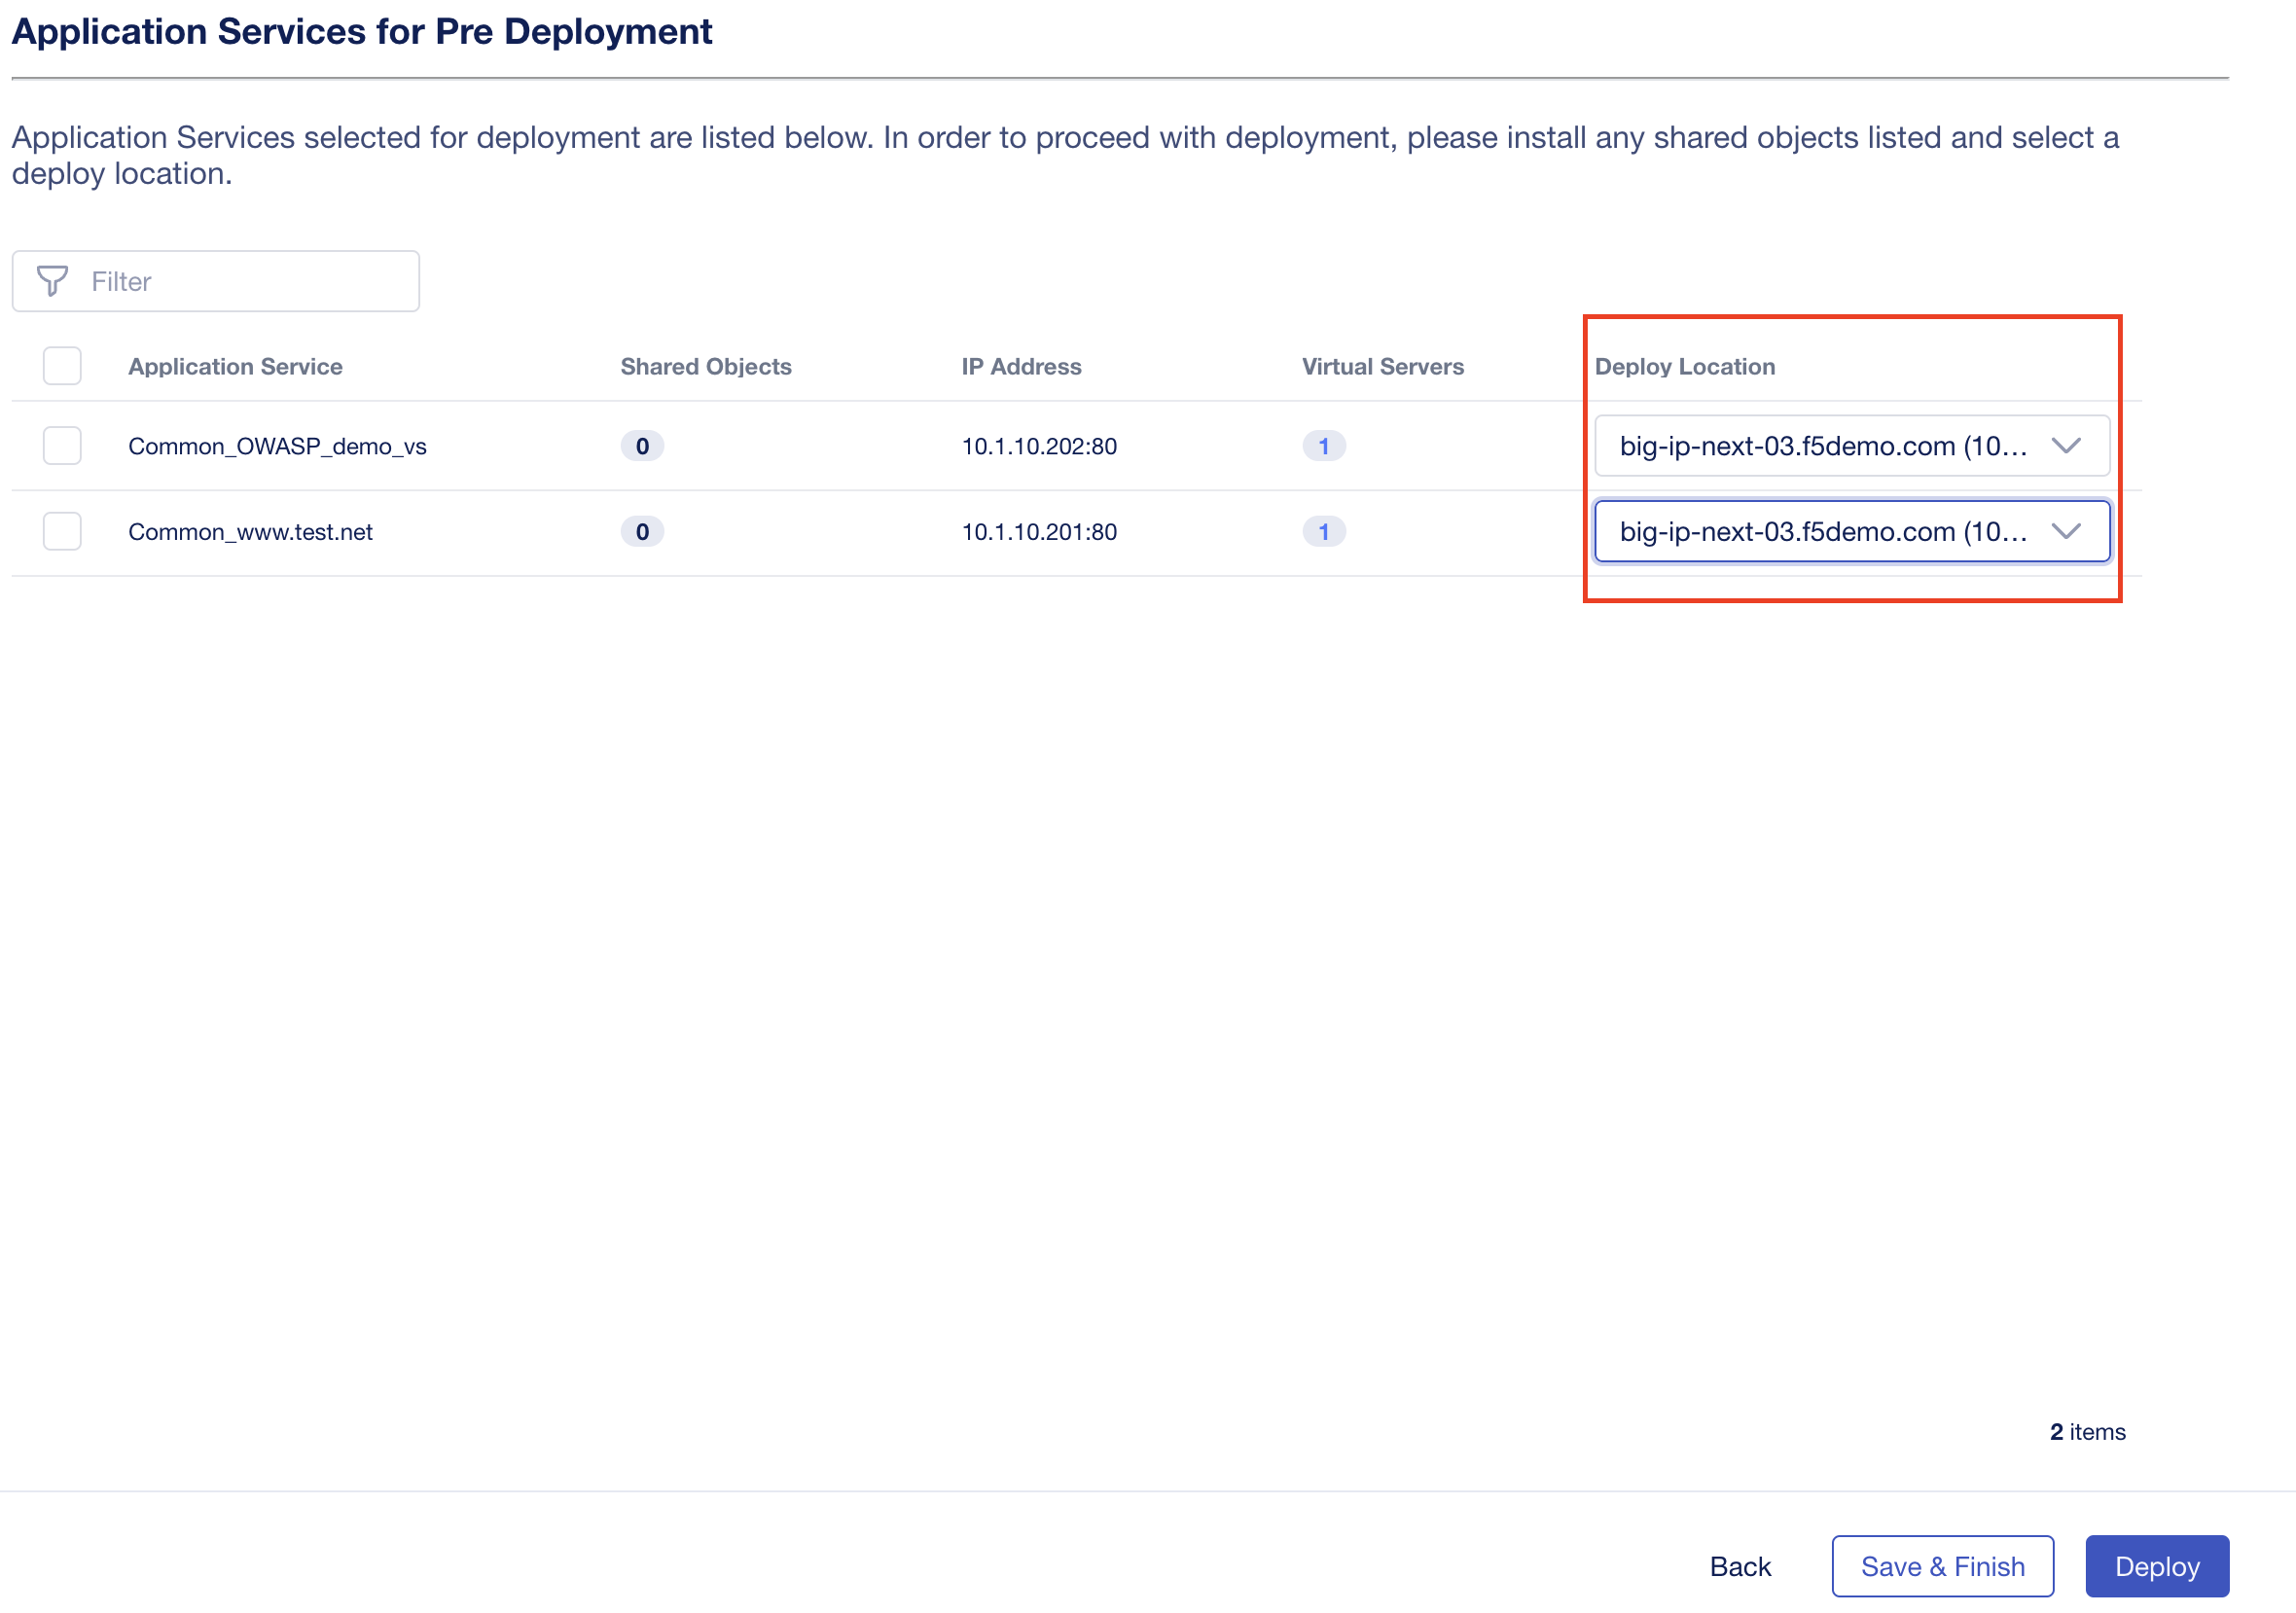 Application Services for Pre Deployment
Application Services selected for deployment are listed below. In order to proceed with deployment, please install any shared objects listed and select a
deploy location.
Filter
Application Service Shared Objects IP Address Virtual Servers Deploy Location
Common_OWASP_demo_vs 0 10.1.10.202:80 1 big-ip-next-03.f5demo.com (10...
Common_www.test.net 0 10.1.10.201:80 1 big-ip-next-03.f5demo.com (10...
2 items
Back Save & Finish Deploy